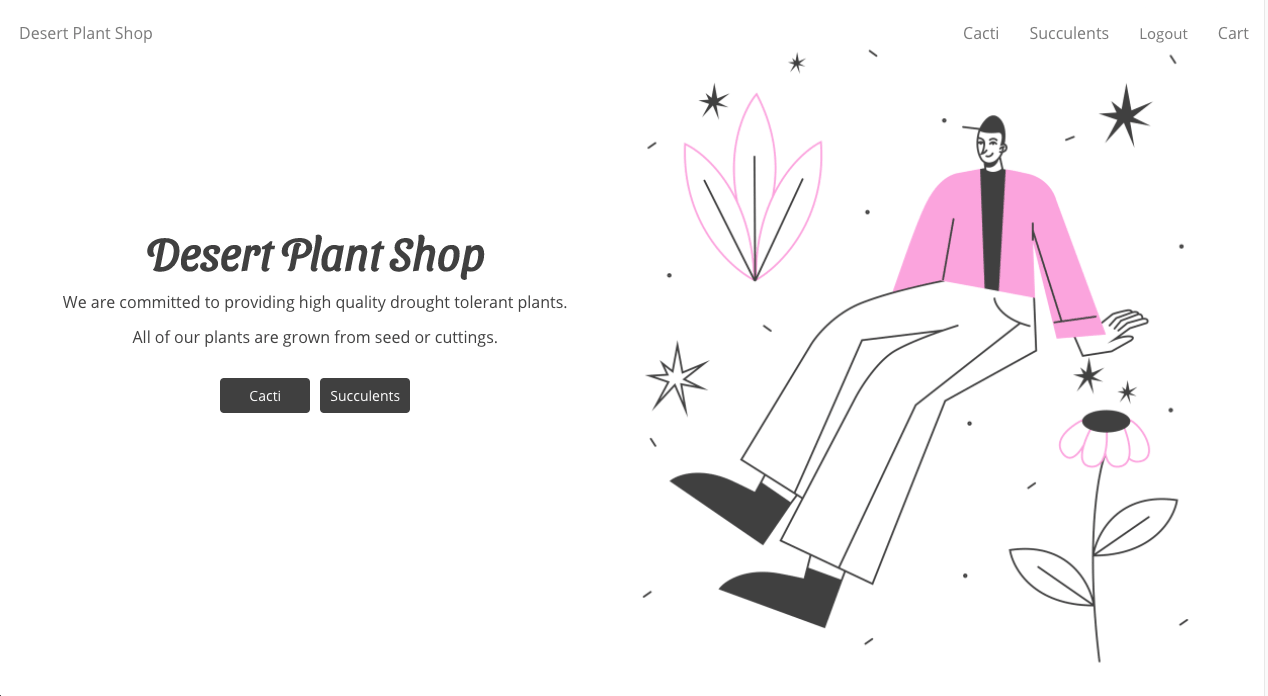 Desert Plant Shop
Cacti Succulents Logout Cart
Desert Plant Shop
We are committed to providing high quality drought tolerant plants.
All of our plants are grown from seed or cuttings.
Cacti Succulents